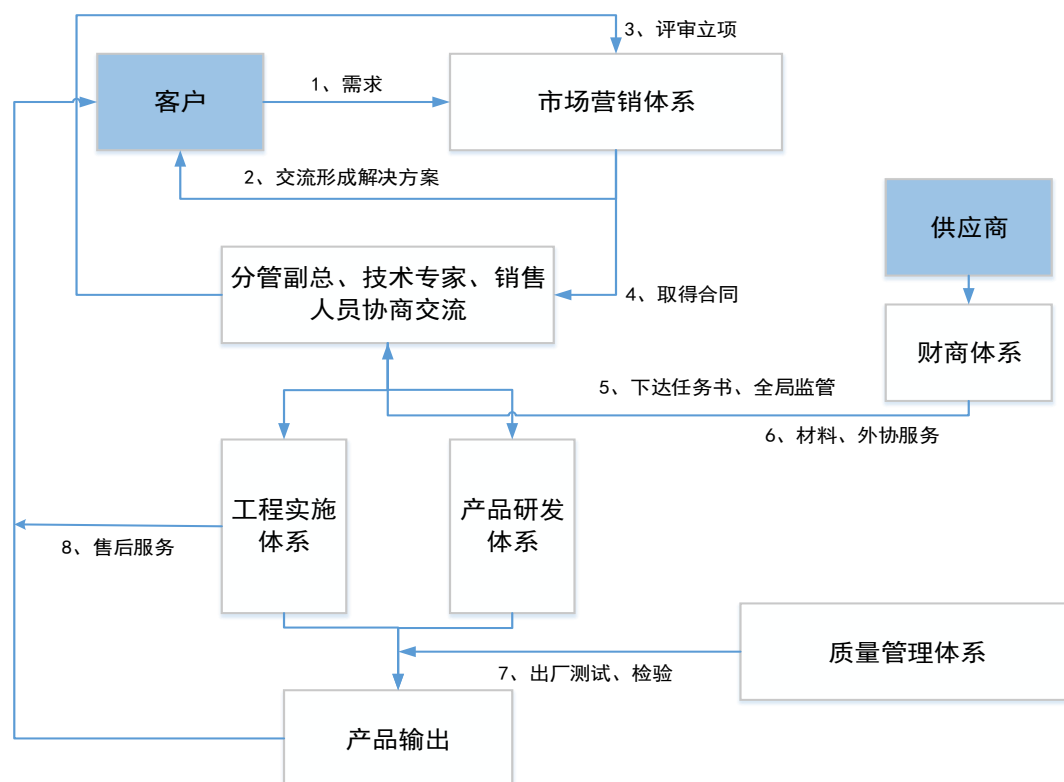 3、评审立项
客户
1、需求
市场营销体系
2、交流形成解决方案
供应商
分管副总、技术专家、销售
人员协商交流
4、取得合同
财商体系
5、下达任务书、全局监管
6、材料、外协服务
工程实施
体系
产品研发
体系
8、售后服务
质量管理体系
7、出厂测试、检验
产品输出